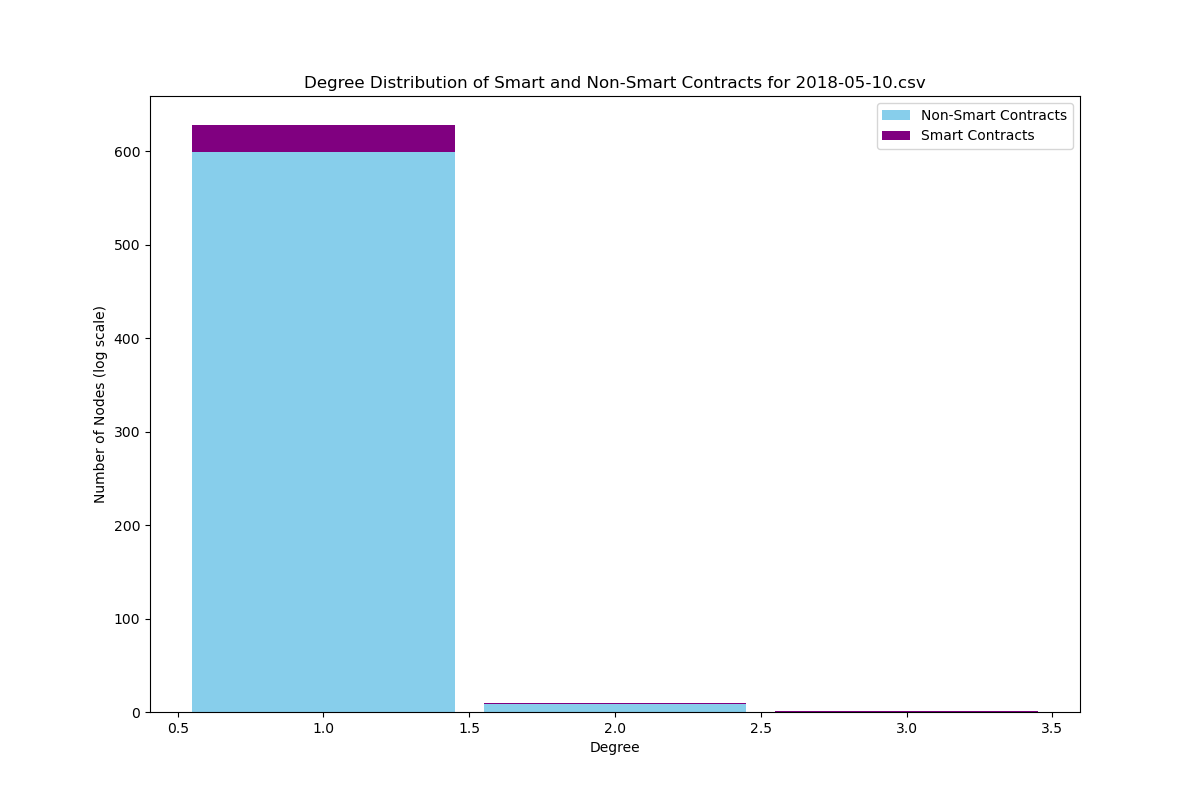 Degree Distribution of Smart and Non-Smart Contracts for 2018-05-10.csv
Non-Smart Contracts
Smart Contracts
Number of Nodes (log scale)
600
500
400
300
200
100
0
0.5 1.0 1.5 2.0 2.5 3.0 3.5
Degree